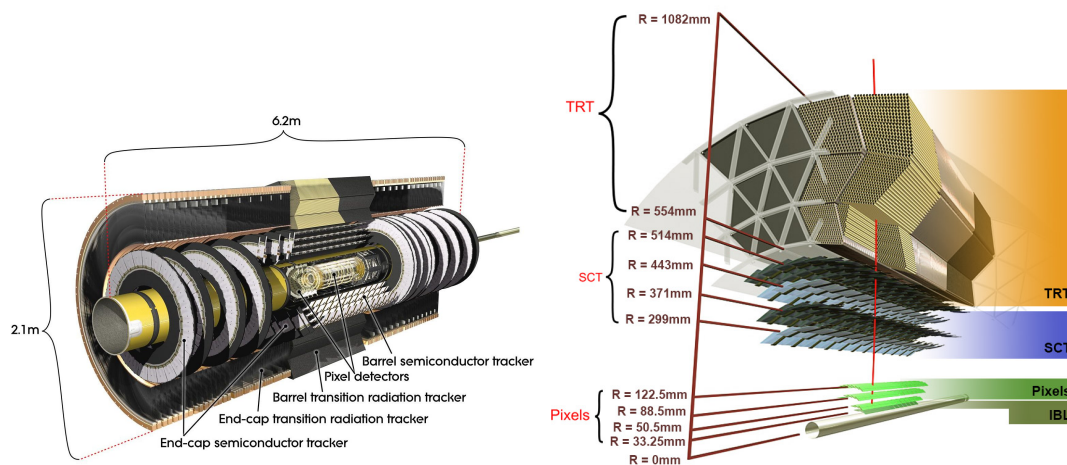 6.2m
2.1m
Barrel semiconductor tracker
Pixel detectors
Barrel transition radiation tracker
End-cap transition radiation tracker
End-cap semiconductor tracker
R = 1082mm
TRT
R = 554mm
R = 514mm
R = 443mm
SCT
R = 371mm
R = 299mm
TRT
SCT
R = 122.5mm
Pixels
R = 88.5mm
Pixels
R = 50.5mm
IBL
R = 33.25mm
R = 0mm